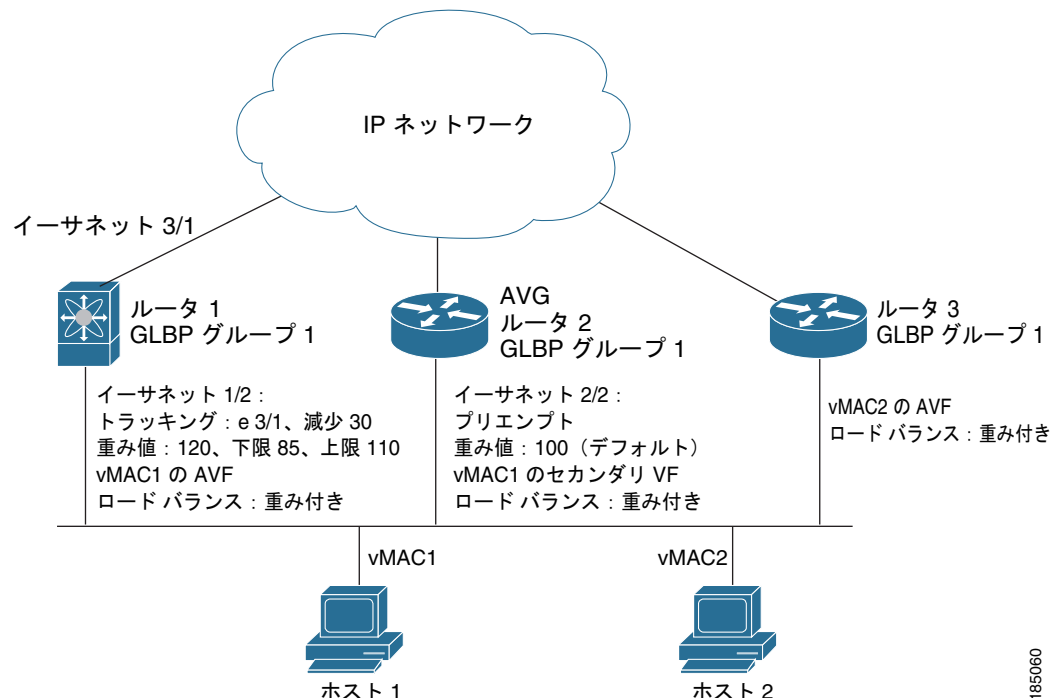 IP ネットワーク
イーサネット 3/1
ルータ 1
GLBP グループ 1
AVG
ルータ 2
GLBP グループ 1
ルータ 3
GLBP グループ 1
イーサネット 1/2：
トラッキング：e 3/1、減少 30
重み値：120、下限 85、上限 110
vMAC1 の AVF
ロード バランス：重み付き
イーサネット 2/2：
プリエンプト
重み値：100（デフォルト）
vMAC1 のセカンダリ VF
ロード バランス：重み付き
vMAC2 の AVF
ロード バランス：重み付き
vMAC1
vMAC2
ホスト 1
ホスト 2
185060